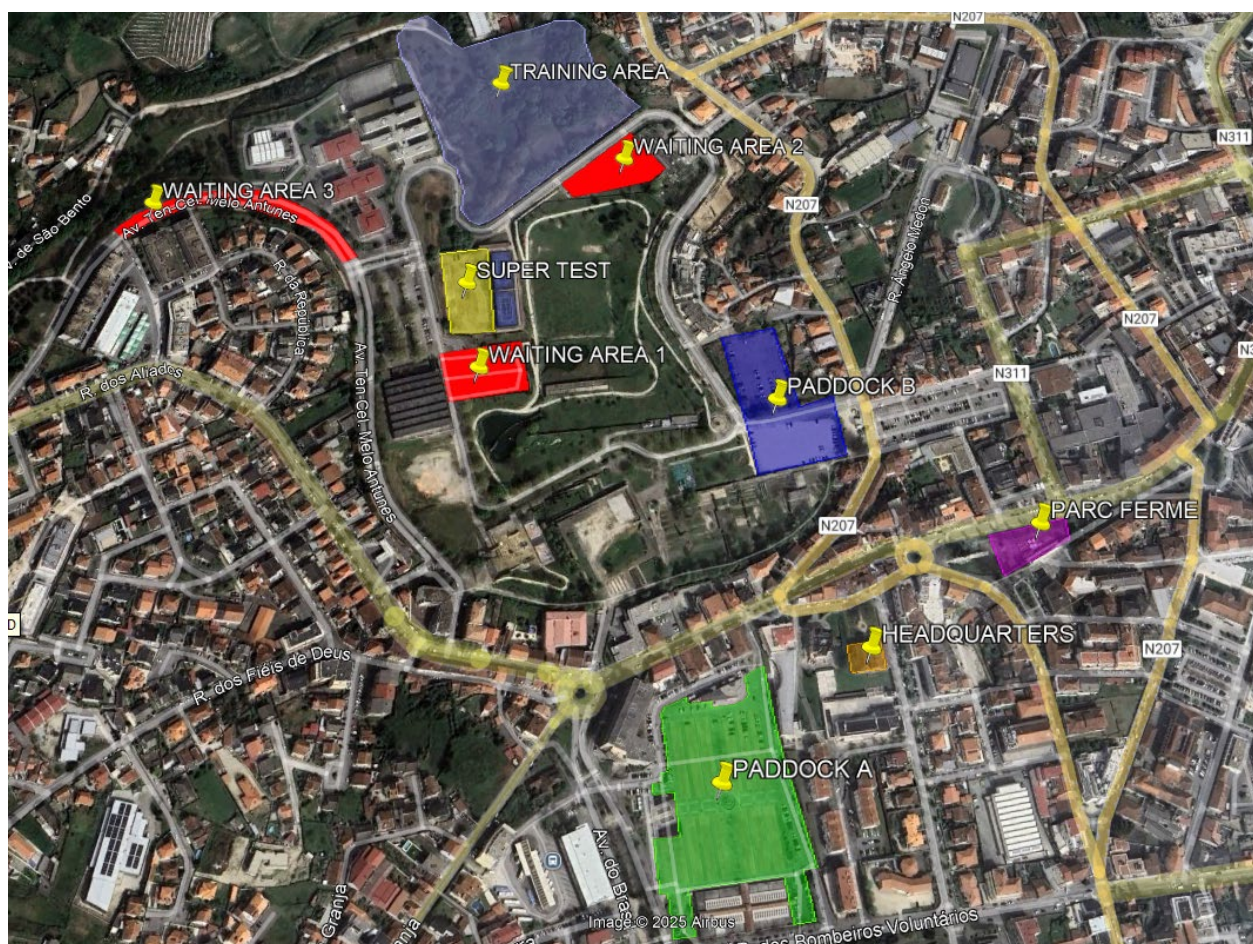 N207
TRAINING AREA
N311
WAITING AREA 2
WAITING AREA 3
Av. Ten-Cel. Melo Antunes
N207
R. Ângelo Medon
de São Bento
R. da República
SUPER TEST
N207
WAITING AREA 1
R. dos Aliados
N311
PADDOCK B
Av. Ten-Cel. Melo Antunes
PARC FERME
N207
HEADQUARTERS
D
N207
R. dos Fiéis de Deus
PADDOCK A
Av. do Bras
Granja
Image © 2025 Airbus
dos Bombeiros Voluntários